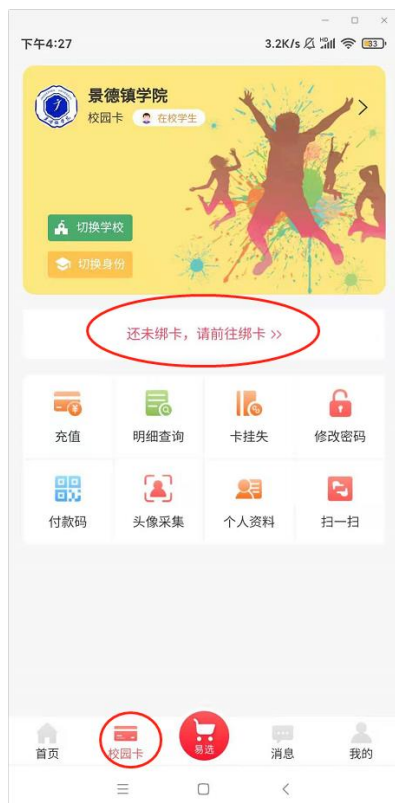 下午4:27
3.2K/s
HD
33
景德镇学院
校园卡
在校学生
切换学校
切换身份
还未绑卡，请前往绑卡 >>
充值
明细查询
卡挂失
修改密码
付款码
头像采集
个人资料
扫一扫
首页
校园卡
易选
消息
我的